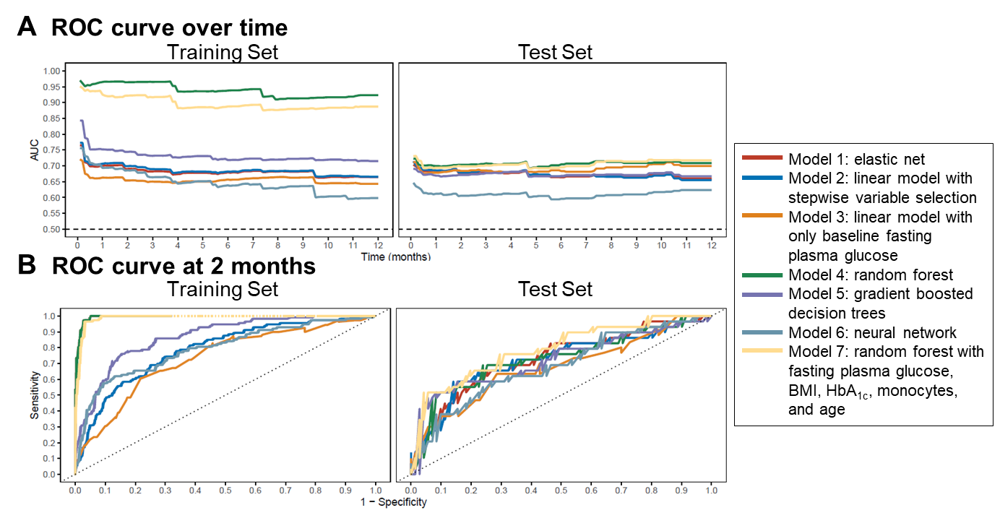 A ROC curve over time
Training Set
Test Set
1.00
0.95
0.90
0.85
0.80
0.75
0.70
0.65
0.60
0.55
0.50
AUC
0 1 2 3 4 5 6 7 8 9 10 11 12
0 1 2 3 4 5 6 7 8 9 10 11 12
Time (months)
B ROC curve at 2 months
Training Set
Test Set
1.0
0.9
0.8
0.7
0.6
0.5
0.4
0.3
0.2
0.1
0.0
Sensitivity
0.0 0.1 0.2 0.3 0.4 0.5 0.6 0.7 0.8 0.9 1.0
0.0 0.1 0.2 0.3 0.4 0.5 0.6 0.7 0.8 0.9 1.0
1 − Specificity
Model 1: elastic net
Model 2: linear model with
stepwise variable selection
Model 3: linear model with
only baseline fasting
plasma glucose
Model 4: random forest
Model 5: gradient boosted
decision trees
Model 6: neural network
Model 7: random forest with
fasting plasma glucose,
BMI, HbA1c, monocytes,
and age